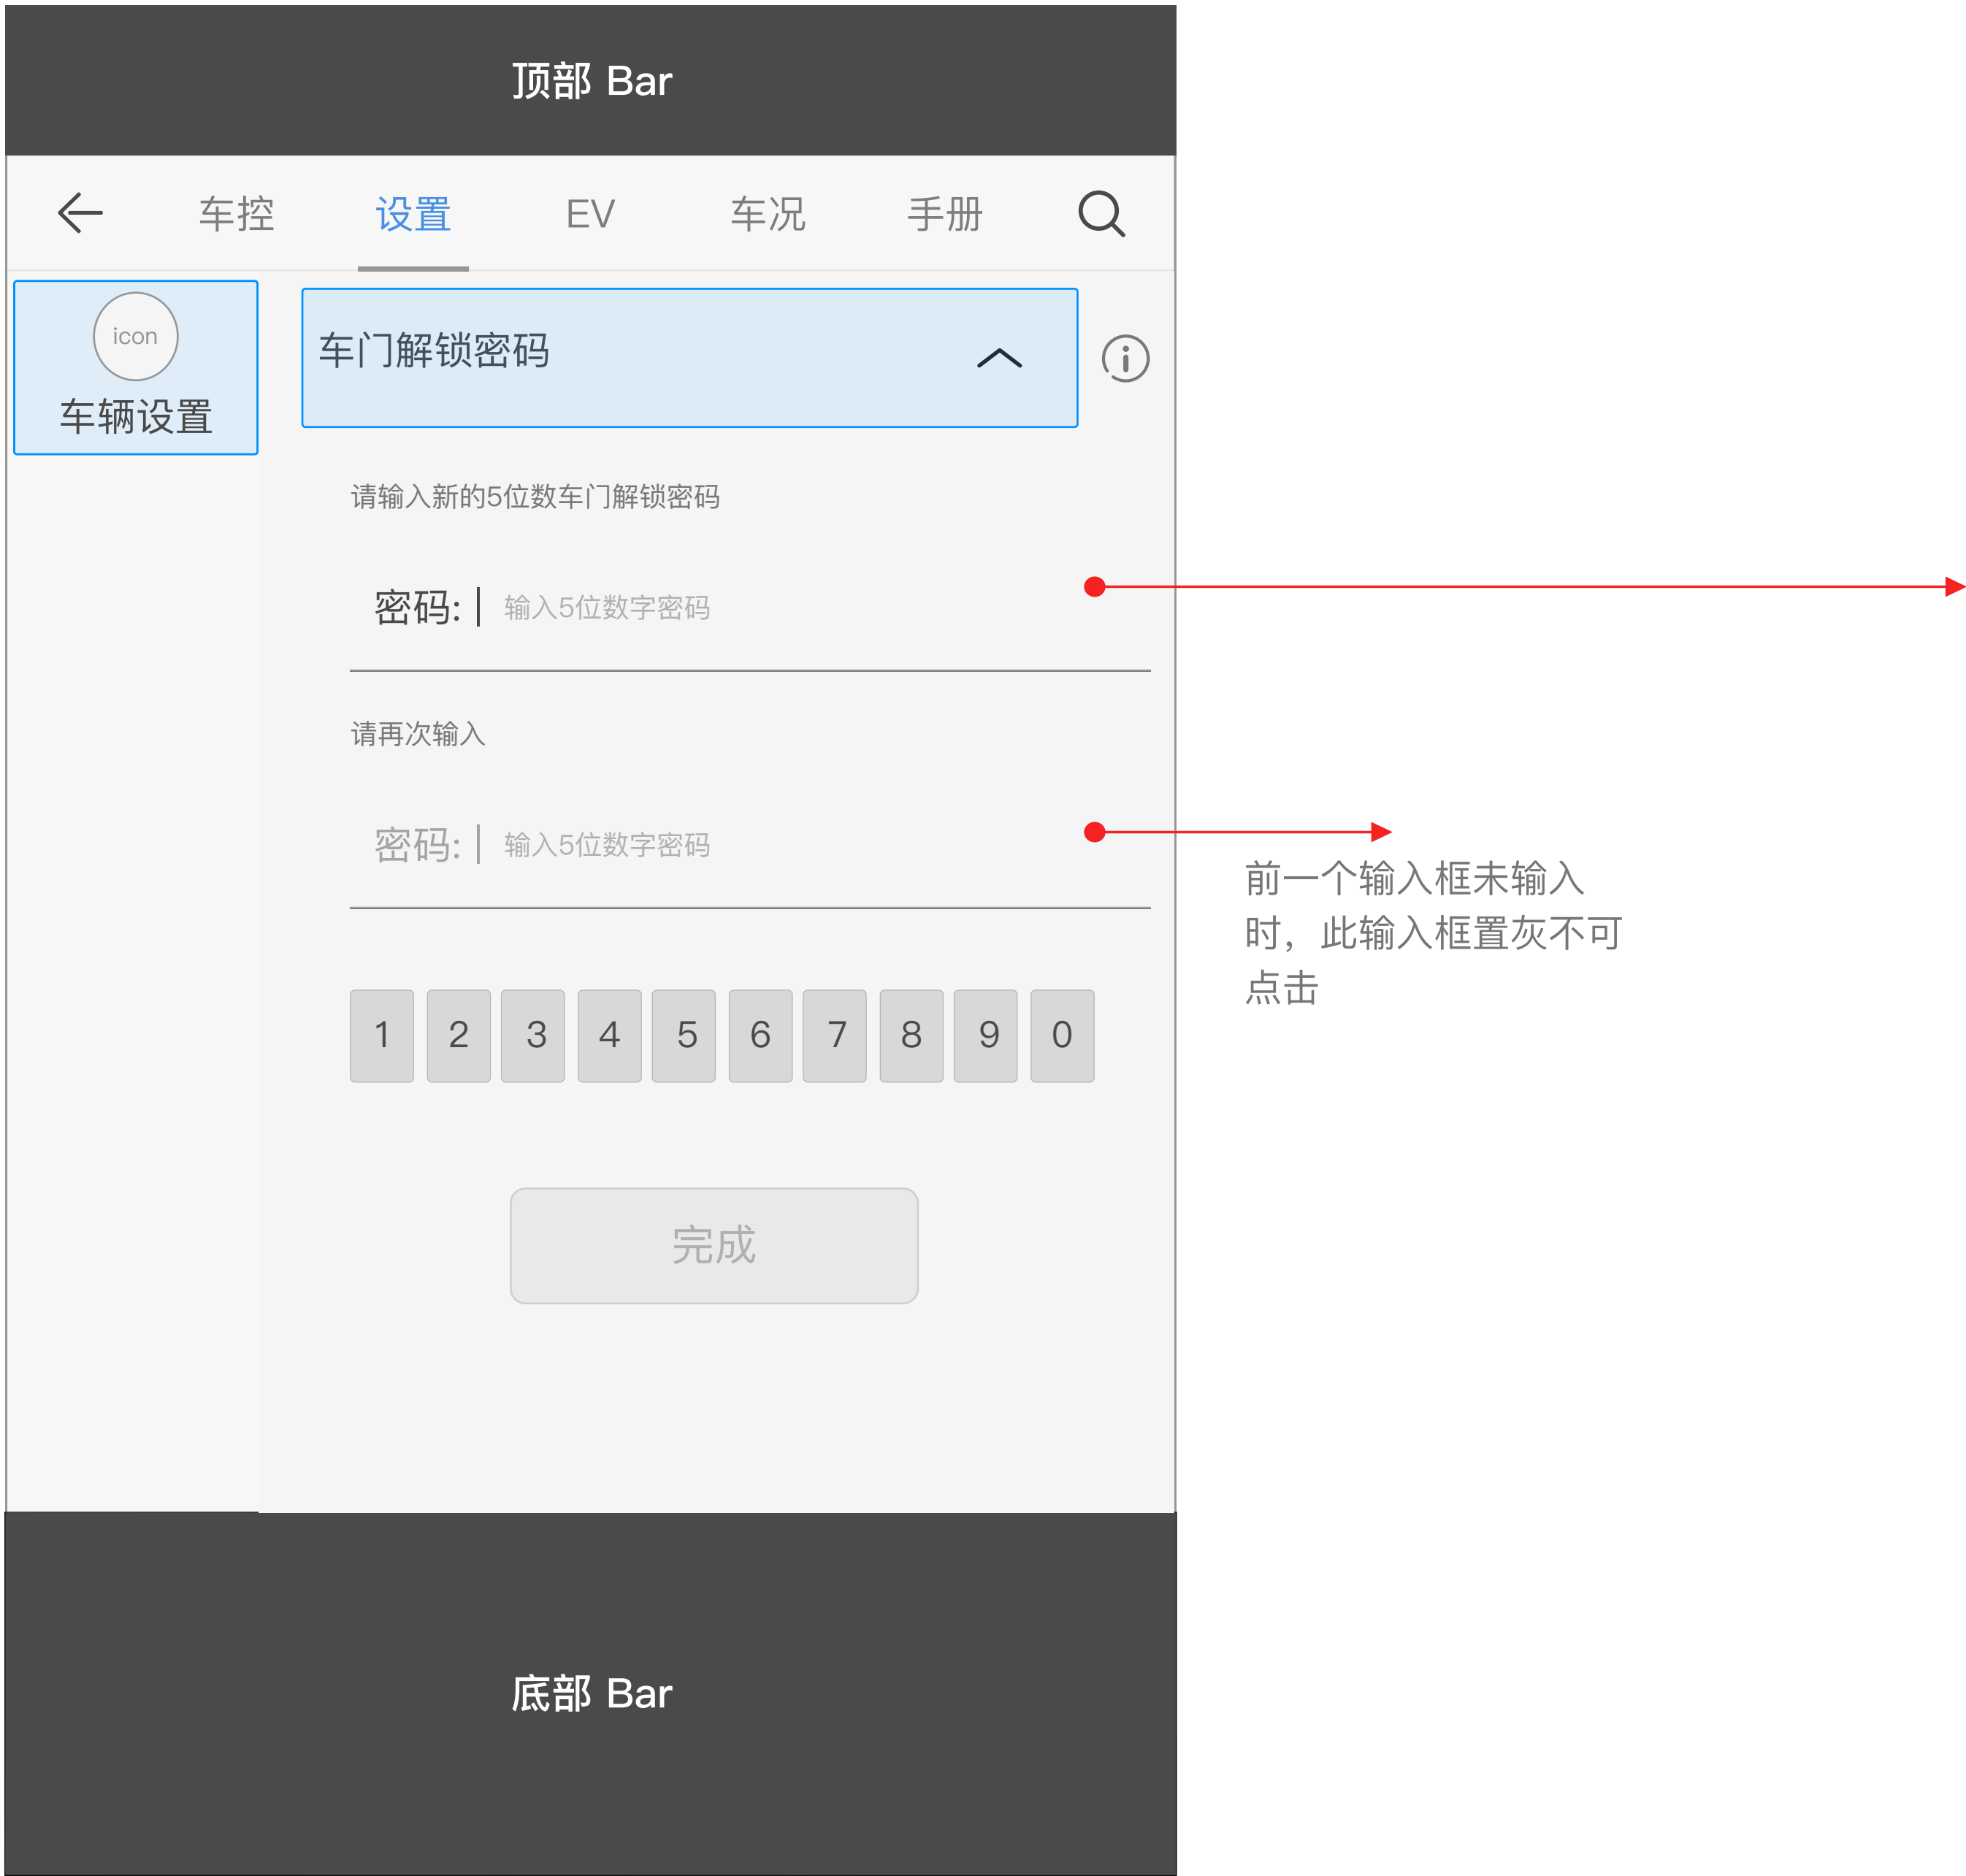 顶部 Bar
车控 设置 EV 车况 手册
icon
车辆设置
车门解锁密码
请输入新的5位数车门解锁密码
密码: 输入5位数字密码
请再次输入
密码: 输入5位数字密码
前一个输入框未输入
时，此输入框置灰不可
点击
1 2 3 4 5 6 7 8 9 0
完成
底部 Bar